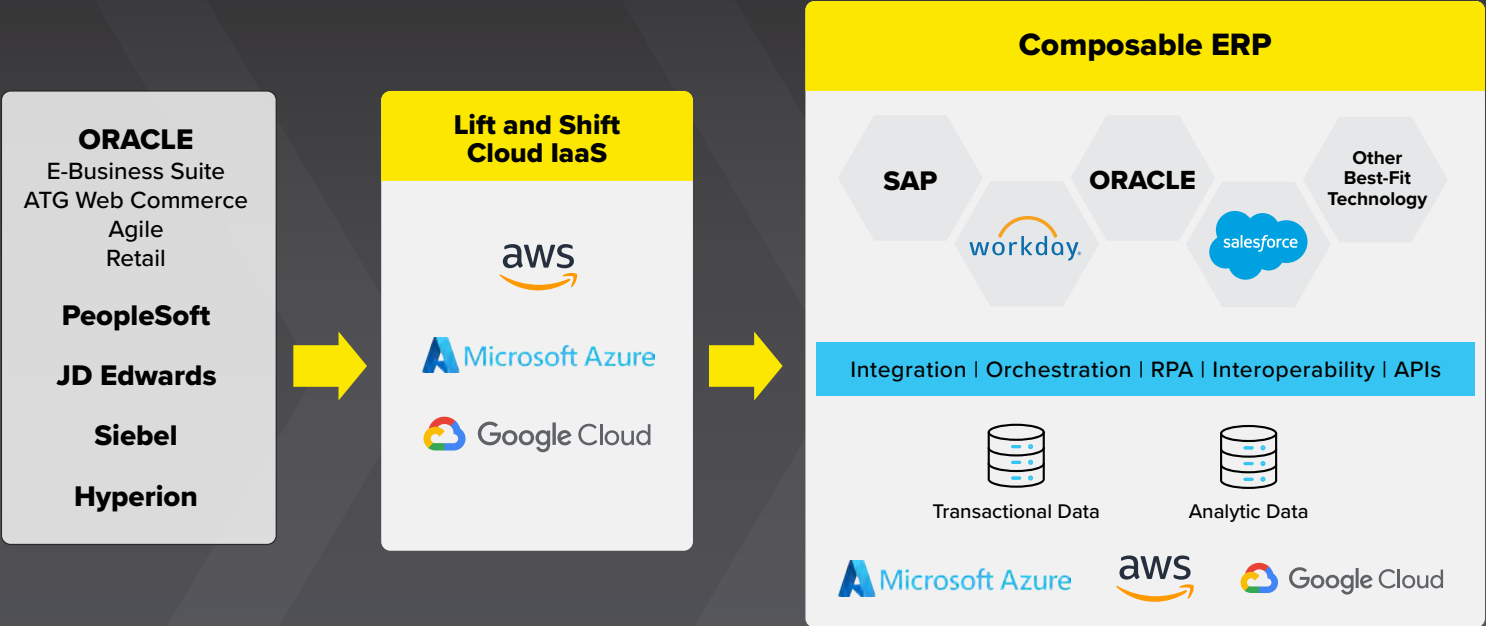 ORACLE
E-Business Suite
ATG Web Commerce
Agile
Retail
PeopleSoft
JD Edwards
Siebel
Hyperion
Lift and Shift
Cloud IaaS
aws
Microsoft Azure
Google Cloud
Composable ERP
SAP
workday.
ORACLE
salesforce
Other
Best-Fit
Technology
Integration | Orchestration | RPA | Interoperability | APIs
Transactional Data
Analytic Data
Microsoft Azure
aws
Google Cloud